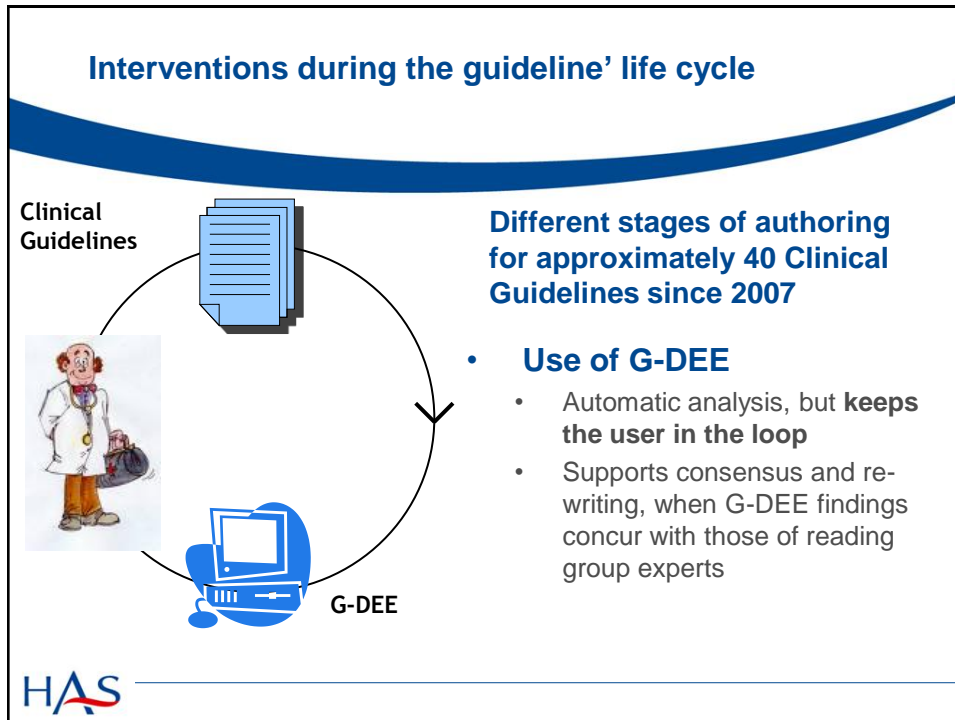 Interventions during the guideline’ life cycle
Clinical
Guidelines
Different stages of authoring
for approximately 40 Clinical
Guidelines since 2007
• Use of G-DEE
• Automatic analysis, but keeps
the user in the loop
• Supports consensus and re-
writing, when G-DEE findings
concur with those of reading
group experts
G-DEE
HAS